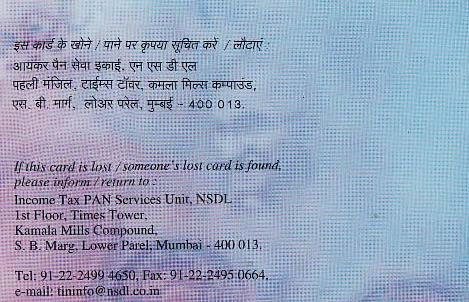 इस कार्ड के खोने / पाने पर कृपया सूचित करें / लौटाएं :
आयकर पैन सेवा इकाई, एन एस डी एल
पहली मंजिल, टाईम्स टॉवर, कमला मिल्स कम्पाउंड,
एस. बी. मार्ग, लोअर परेल, मुम्बई - 400 013.
If this card is lost / someone's lost card is found,
please inform / return to :
Income Tax PAN Services Unit, NSDL
1st Floor, Times Tower,
Kamala Mills Compound,
S. B. Marg, Lower Parel, Mumbai - 400 013.
Tel: 91-22-2499 4650, Fax: 91-22-2495 0664,
e-mail: tininfo@nsdl.co.in